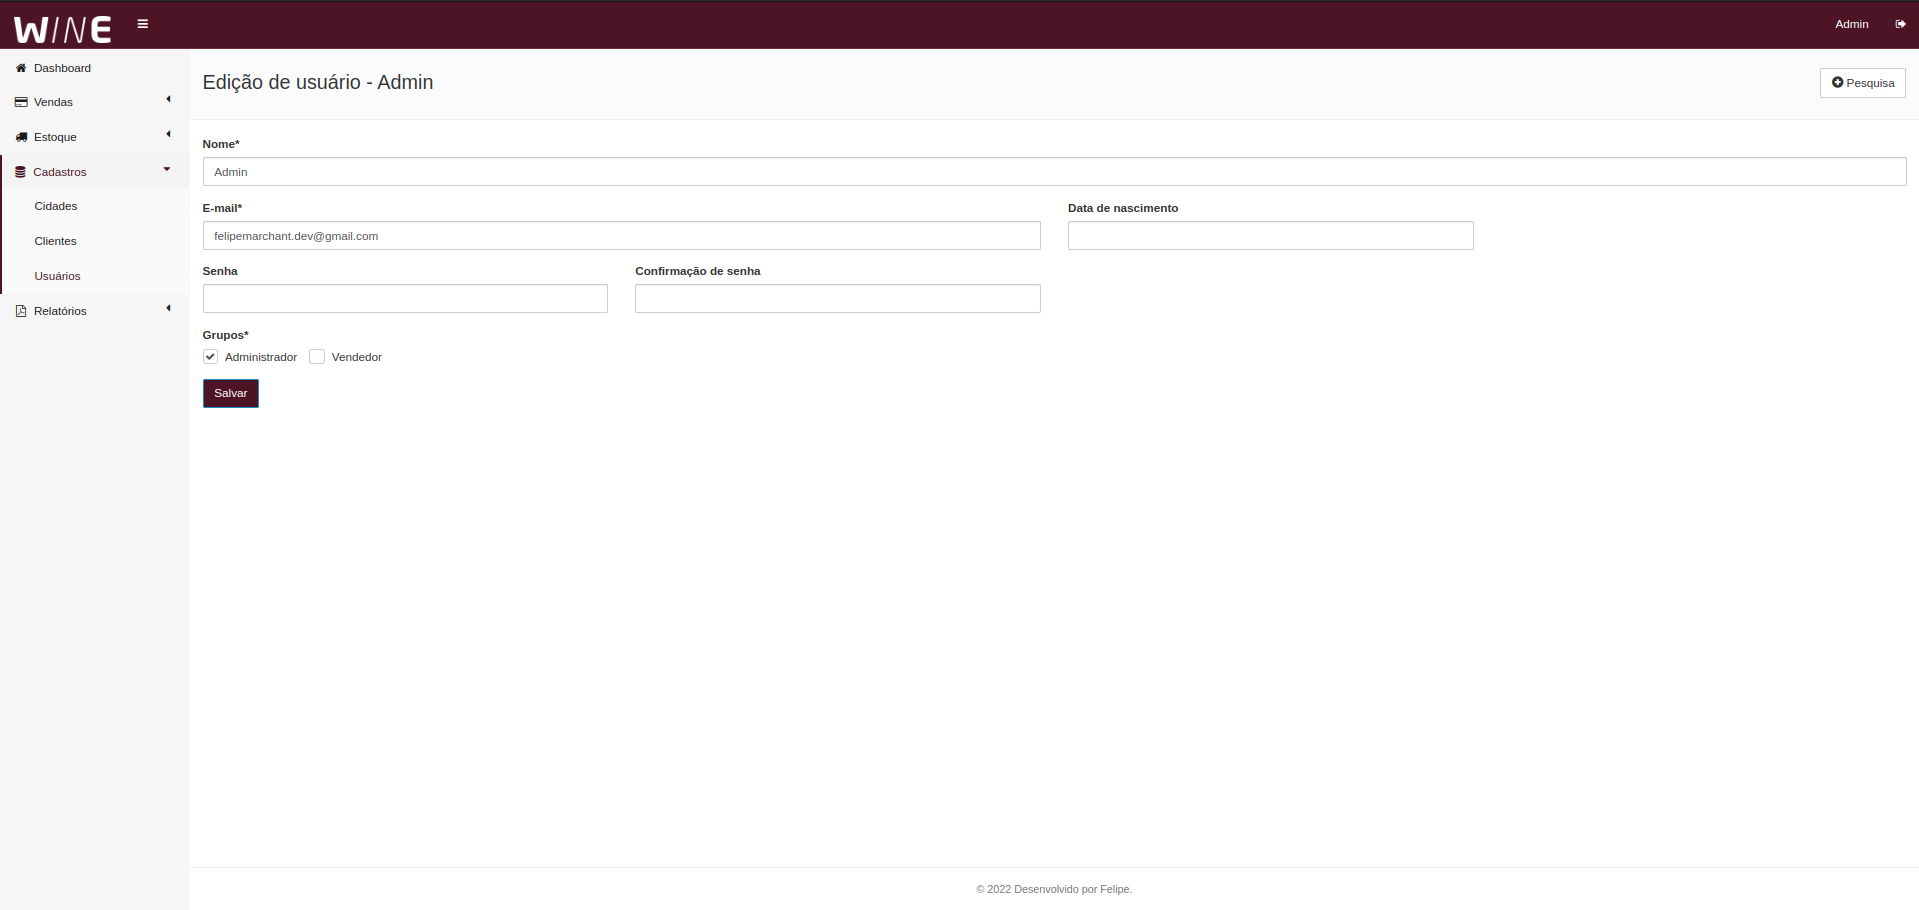 WINE
Admin
Dashboard
Vendas
Estoque
Cadastros
Cidades
Clientes
Usuários
Relatórios
Edição de usuário - Admin
Pesquisa
Nome*
Admin
E-mail*
Data de nascimento
felipemarchant.dev@gmail.com
Senha
Confirmação de senha
Grupos*
Administrador
Vendedor
Salvar
© 2022 Desenvolvido por Felipe.